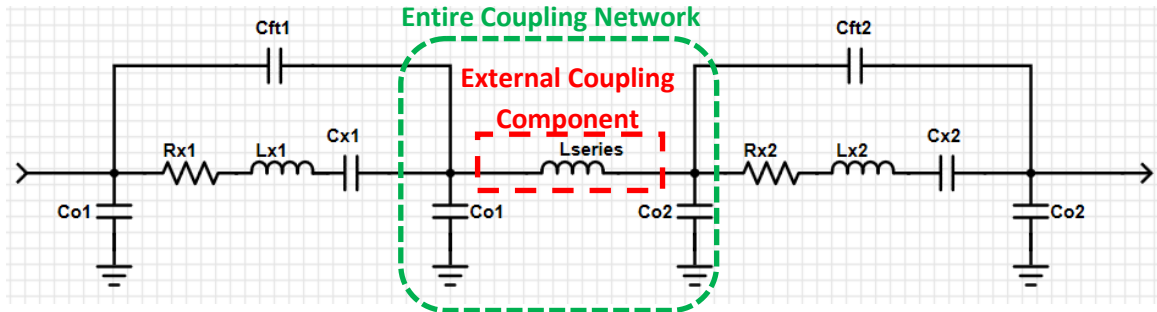 Entire Coupling Network
Cft1
Cft2
External Coupling
Component
Cx1
Cx2
Rx1
Lx1
Lseries
Rx2
Lx2
Co1
Co1
Co2
Co2